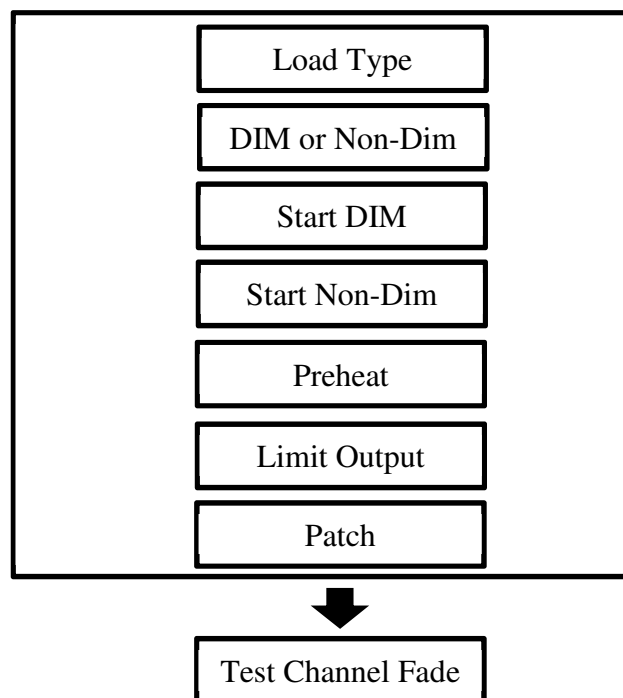 Load Type
DIM or Non-Dim
Start DIM
Start Non-Dim
Preheat
Limit Output
Patch
Test Channel Fade